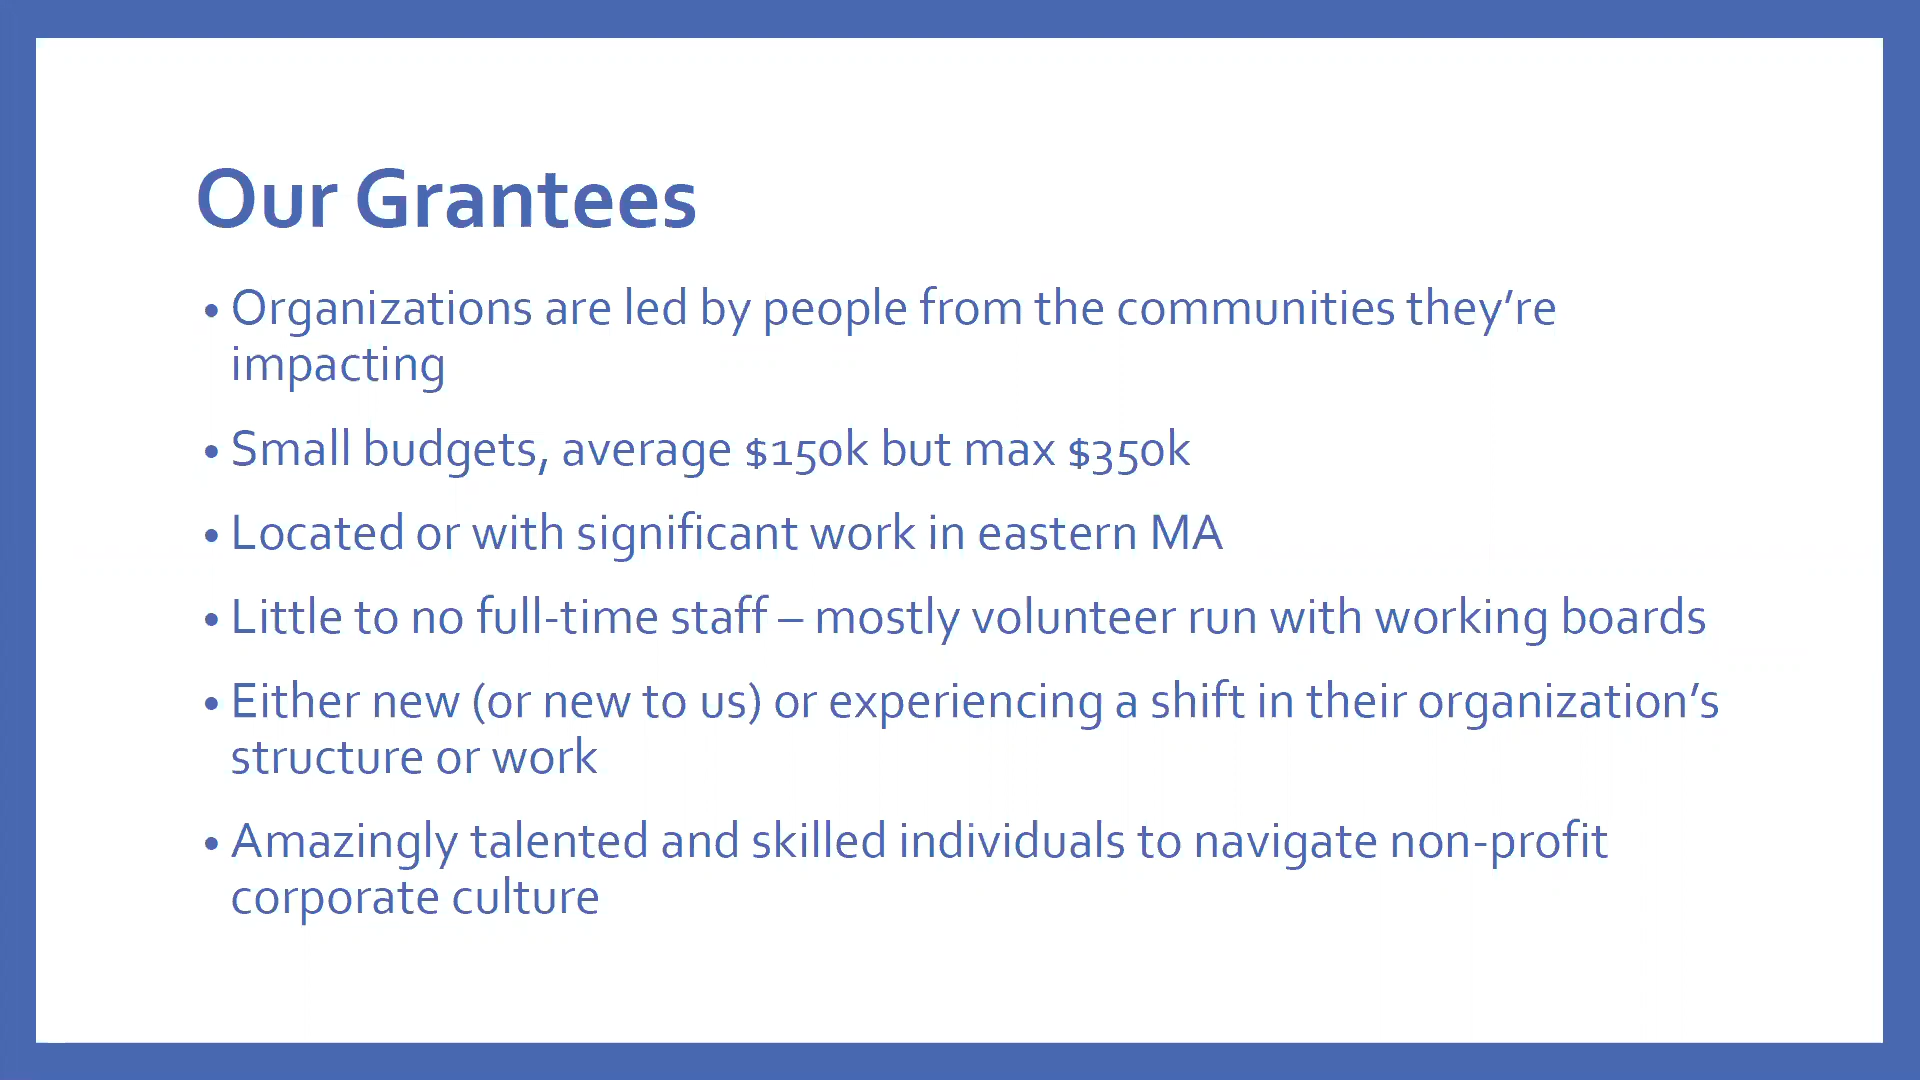 Our Grantees
• Organizations are led by people from the communities they’re
impacting
• Small budgets, average $150k but max $350k
• Located or with significant work in eastern MA
• Little to no full-time staff – mostly volunteer run with working boards
• Either new (or new to us) or experiencing a shift in their organization’s
structure or work
• Amazingly talented and skilled individuals to navigate non-profit
corporate culture